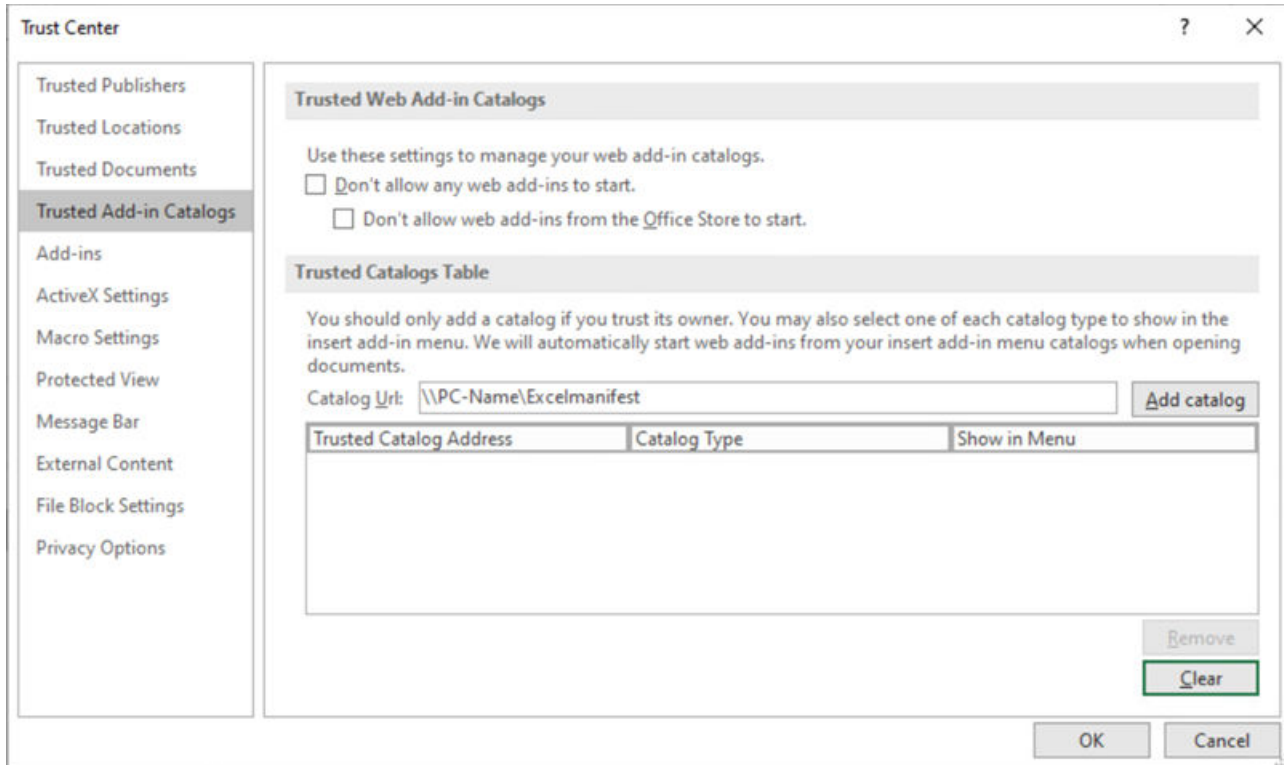 Trust Center
?
Trusted Publishers
Trusted Locations
Trusted Documents
Trusted Add-in Catalogs
Add-ins
ActiveX Settings
Macro Settings
Protected View
Message Bar
External Content
File Block Settings
Privacy Options
Trusted Web Add-in Catalogs
Use these settings to manage your web add-in catalogs.
Don't allow any web add-ins to start.
Don't allow web add-ins from the Office Store to start.
Trusted Catalogs Table
You should only add a catalog if you trust its owner. You may also select one of each catalog type to show in the
insert add-in menu. We will automatically start web add-ins from your insert add-in menu catalogs when opening
documents.
Catalog Url: \\PC-Name\Excelmanifest Add catalog
Trusted Catalog Address Catalog Type Show in Menu
Remove
Clear
OK Cancel